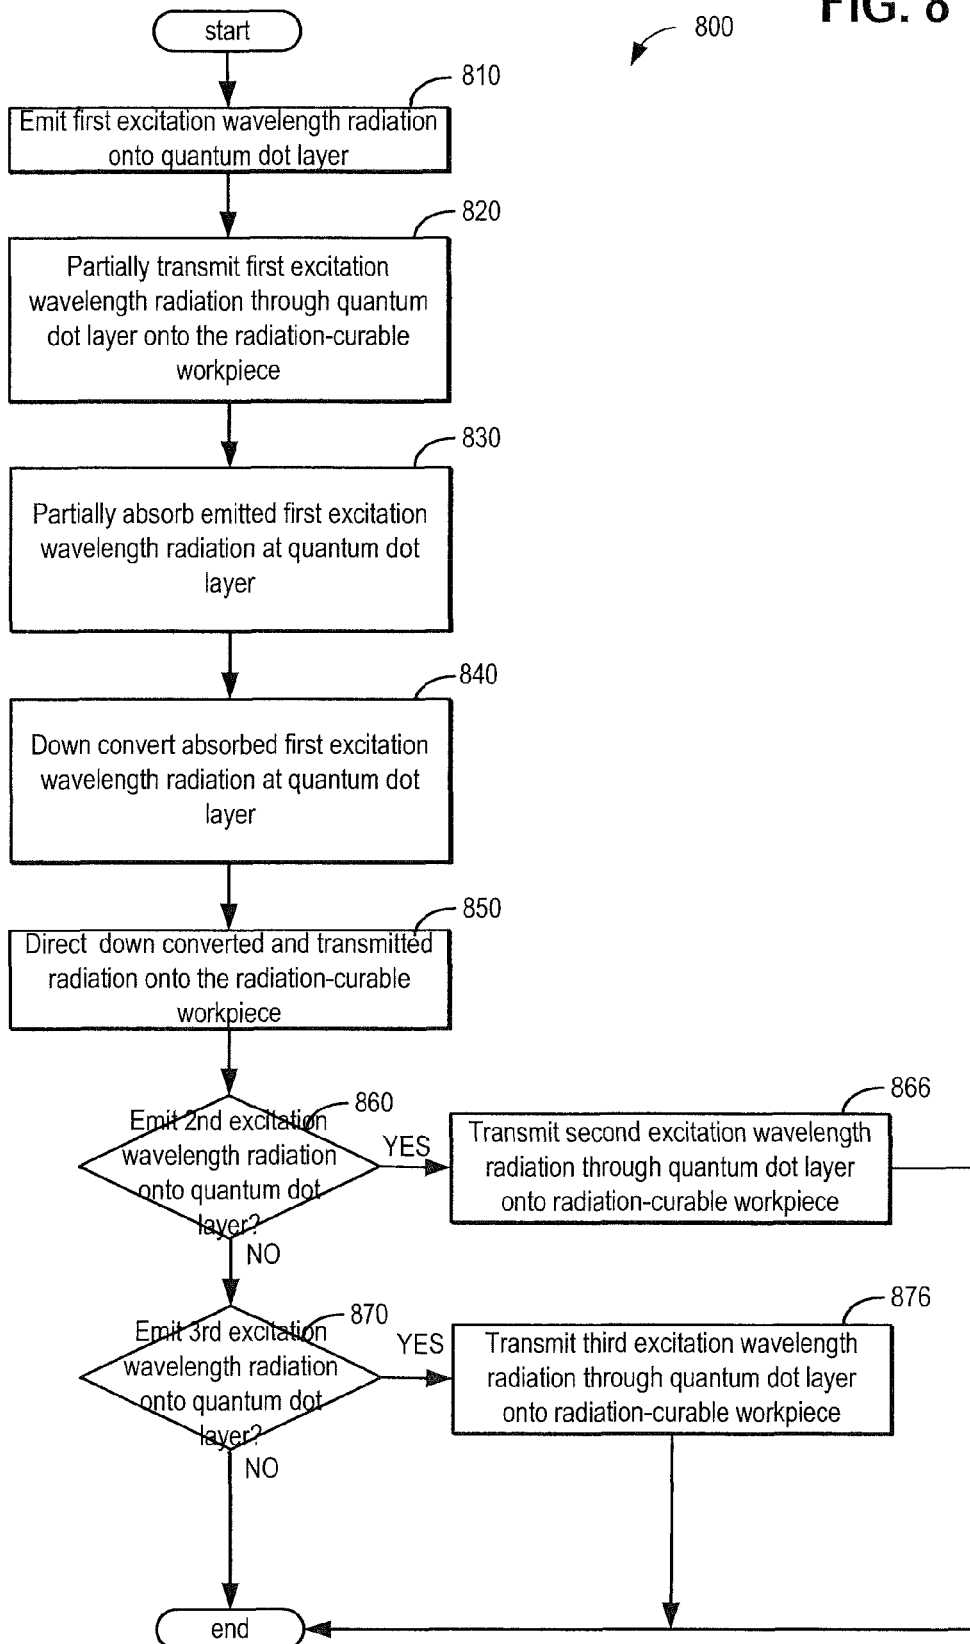 FIG. 8
800
start
810
Emit first excitation wavelength radiation
onto quantum dot layer
820
Partially transmit first excitation
wavelength radiation through quantum
dot layer onto the radiation-curable
workpiece
830
Partially absorb emitted first excitation
wavelength radiation at quantum dot
layer
840
Down convert absorbed first excitation
wavelength radiation at quantum dot
layer
850
Direct down converted and transmitted
radiation onto the radiation-curable
workpiece
860
Emit 2nd excitation
wavelength radiation
onto quantum dot
layer?
YES
NO
866
Transmit second excitation wavelength
radiation through quantum dot layer
onto radiation-curable workpiece
870
Emit 3rd excitation
wavelength radiation
onto quantum dot
layer?
YES
NO
876
Transmit third excitation wavelength
radiation through quantum dot layer
onto radiation-curable workpiece
end